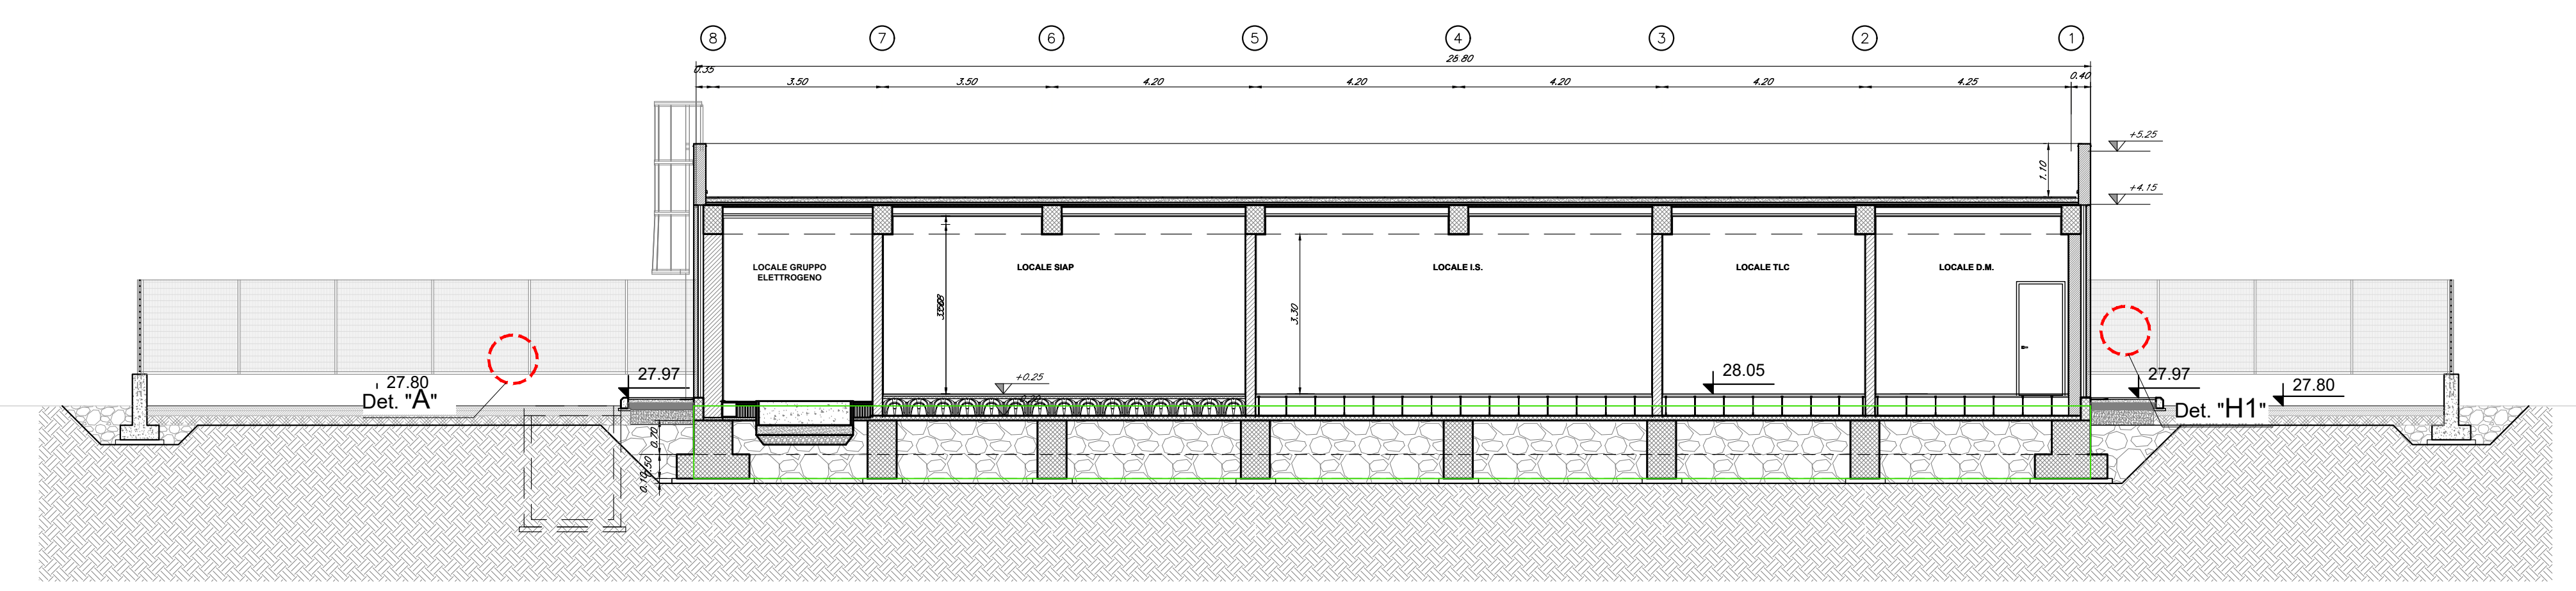 8 7 6 5 4 3 2 1
28.80
0.35 3.50 3.50 4.20 4.20 4.20 4.20 4.25 0.40
+5.25
1.10
+4.15
LOCALE GRUPPO
ELETTROGENO
LOCALE SIAP
LOCALE I.S.
LOCALE TLC
LOCALE D.M.
3.30
+0.25
28.05
27.97
27.80
Det. "A"
27.97
27.80
Det. "H1"
0.70
0.50
0.10